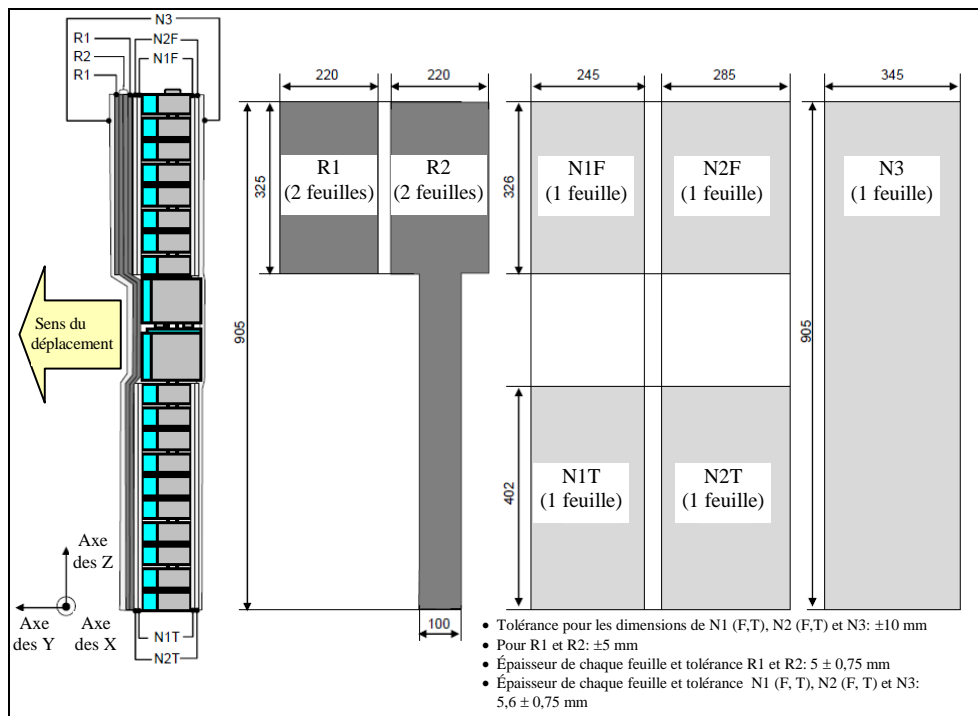 N3
R1
N2F
R2
N1F
R1
220
220
245
285
345
R1
(2 feuilles)
R2
(2 feuilles)
N1F
(1 feuille)
N2F
(1 feuille)
N3
(1 feuille)
325
326
Sens du
déplacement
905
905
N1T
(1 feuille)
N2T
(1 feuille)
402
Axe
des Z
Axe
des Y
Axe
des X
N1T
N2T
100
• Tolérance pour les dimensions de N1 (F,T), N2 (F,T) et N3: ±10 mm
• Pour R1 et R2: ±5 mm
• Épaisseur de chaque feuille et tolérance R1 et R2: 5 ± 0,75 mm
• Épaisseur de chaque feuille et tolérance N1 (F, T), N2 (F, T) et N3:
5,6 ± 0,75 mm